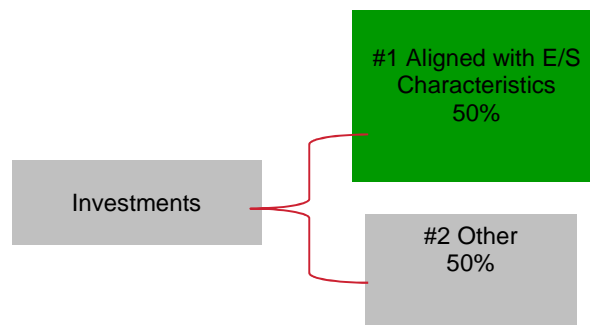 #1 Aligned with E/S
Characteristics
50%
Investments
#2 Other
50%